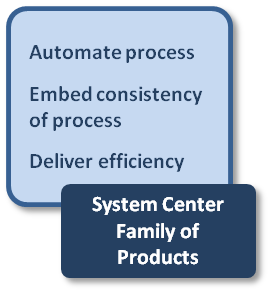 Automate process
Embed consistency
of process
Deliver efficiency
System Center
Family of
Products